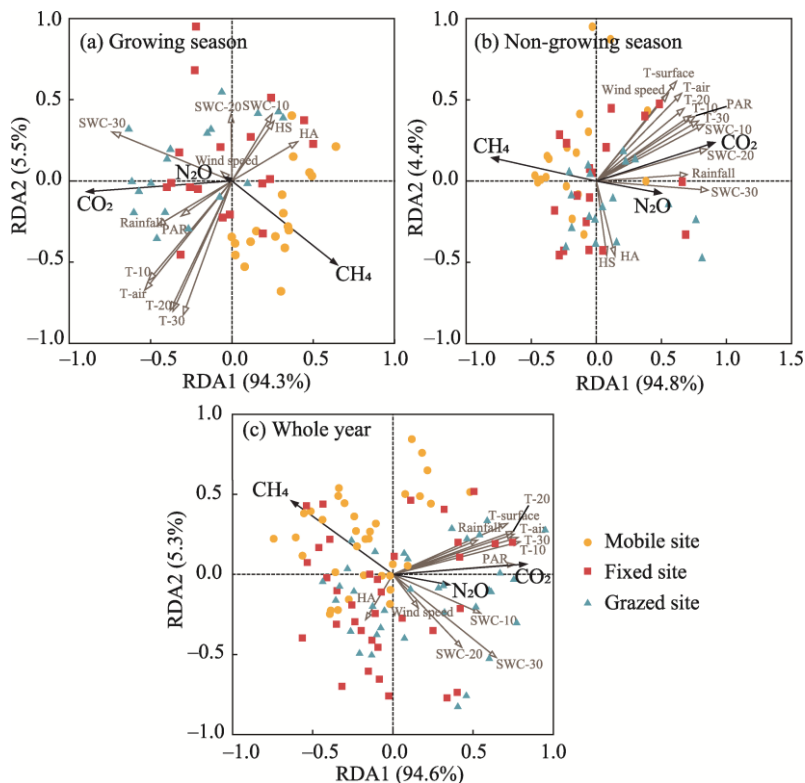 (a) Growing season
1.0
0.5
0.0
−0.5
−1.0
RDA2 (5.5%)
SWC-30
SWC-20
SWC-10
HS
HA
Wind speed
N₂O
CO₂
Rainfall
PAR
CH₄
T-10
T-air
T-20
T-30
−1.0
−0.5
0.0
0.5
1.0
RDA1 (94.3%)
(b) Non-growing season
1.0
0.5
0.0
−0.5
−1.0
RDA2 (4.4%)
T-surface
Wind speed
T-air
T-20
T-10
PAR
T-30
SWC-10
CO₂
SWC-20
CH₄
Rainfall
SWC-30
N₂O
HS
HA
−1.0
−0.5
0.0
0.5
1.0
1.5
RDA1 (94.8%)
(c) Whole year
1.0
0.5
0.0
−0.5
−1.0
RDA2 (5.3%)
CH₄
T-20
T-surface
Rainfall
T-air
T-30
T-10
PAR
CO₂
N₂O
HA
Wind speed
SWC-10
SWC-20
SWC-30
−1.0
−0.5
0.0
0.5
1.0
RDA1 (94.6%)
Mobile site
Fixed site
Grazed site